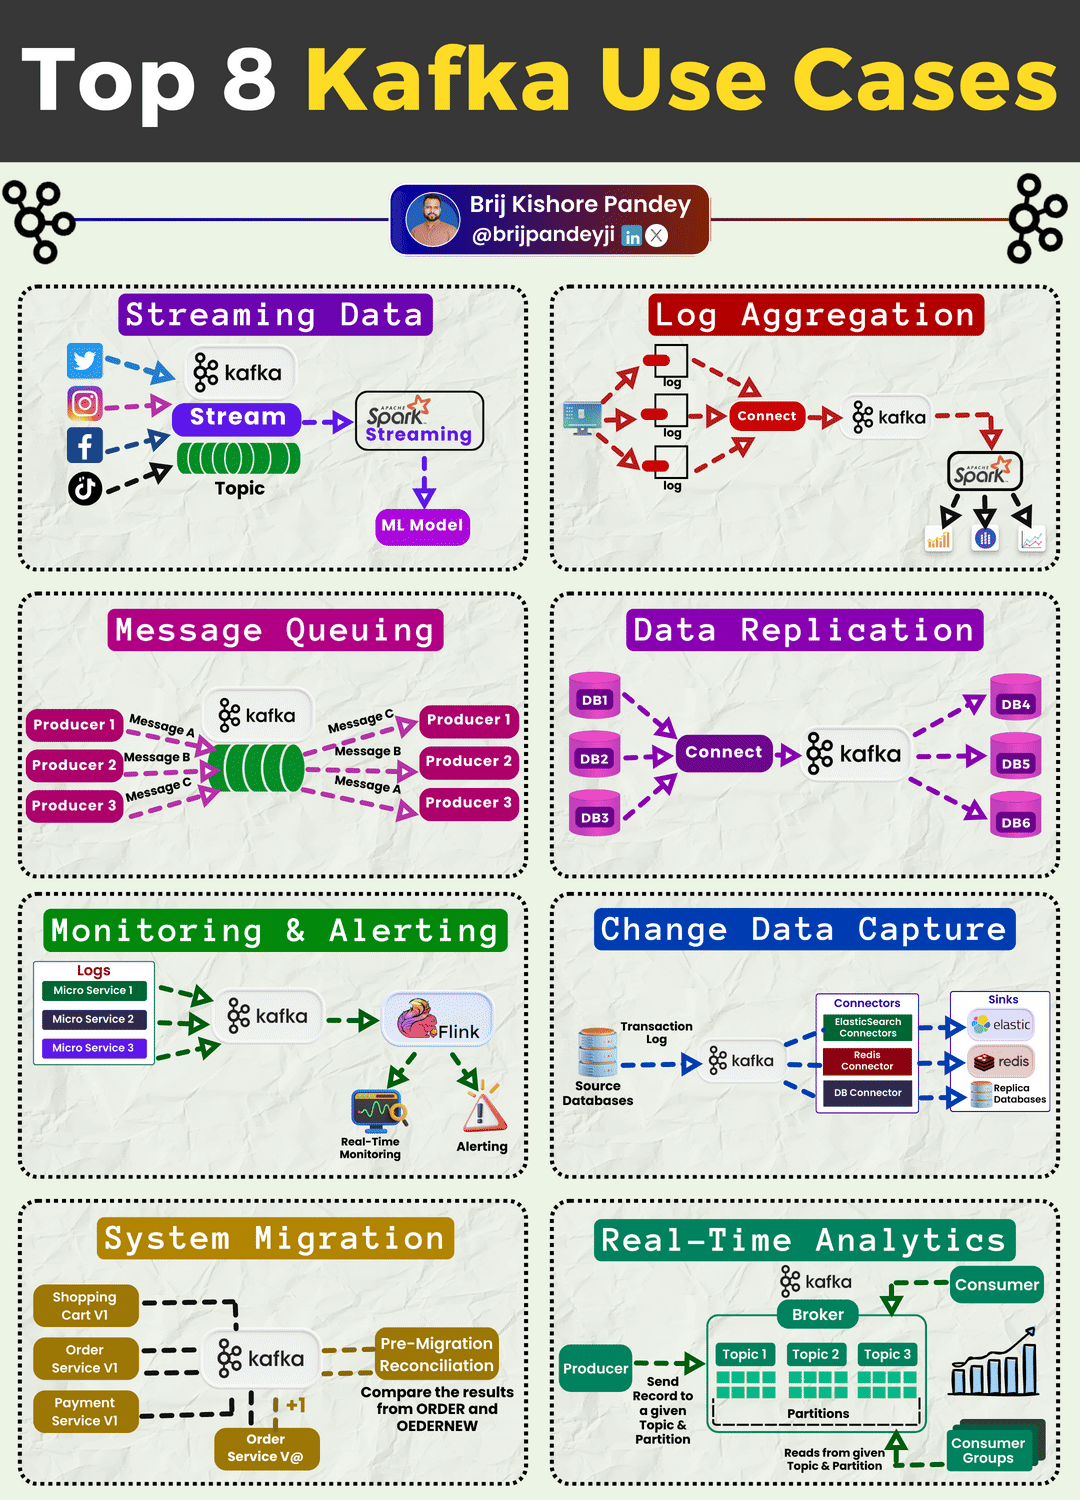 Top 8 Kafka Use Cases
Brij Kishore Pandey
@brijpandeyji in X
Streaming Data
kafka
Stream
Topic
APACHE
Spark
Streaming
ML Model
Log Aggregation
log
log
log
Connect
kafka
APACHE
Spark
Message Queuing
kafka
Producer 1
Producer 2
Producer 3
Message A
Message B
Message C
Message C
Message B
Message A
Producer 1
Producer 2
Producer 3
Data Replication
DB1
DB2
DB3
Connect
kafka
DB4
DB5
DB6
Monitoring & Alerting
Logs
Micro Service 1
Micro Service 2
Micro Service 3
kafka
Flink
Real-Time
Monitoring
Alerting
Change Data Capture
Source
Databases
Transaction
Log
kafka
Connectors
ElasticSearch
Connectors
Redis
Connector
DB Connector
Sinks
elastic
redis
Replica
Databases
System Migration
Shopping
Cart V1
Order
Service V1
Payment
Service V1
kafka
+1
Order
Service V@
Pre-Migration
Reconciliation
Compare the results
from ORDER and
OEDERNEW
Real-Time Analytics
kafka
Consumer
Broker
Producer
Topic 1
Topic 2
Topic 3
Partitions
Send
Record to
a given
Topic &
Partition
Reads from given
Topic & Partition
Consumer
Groups